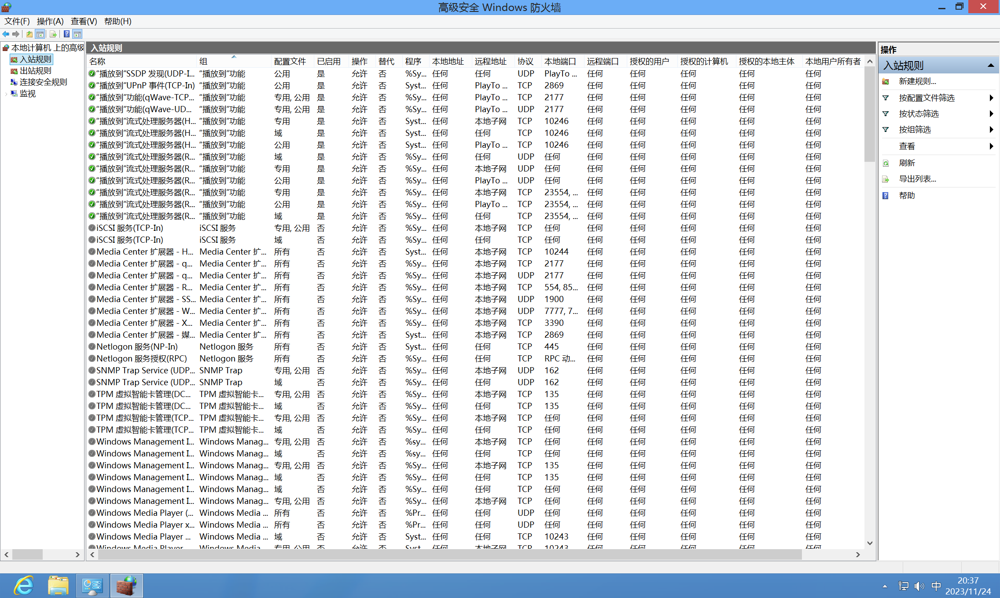 高级安全 Windows 防火墙
文件(F) 操作(A) 查看(V) 帮助(H)
本地计算机 上的高级
入站规则
出站规则
连接安全规则
监视
入站规则
名称 组 配置文件 已启用 操作 替代 程序 本地地址 远程地址 协议 本地端口 远程端口 授权的用户 授权的计算机 授权的本地主体 本地用户所有者
“播放到”SSDP 发现(UDP-I... “播放到”功能 公用 是 允许 否 %Sy... 任何 任何 UDP PlayTo ... 任何 任何 任何 任何 任何
“播放到”UPnP 事件(TCP-In) “播放到”功能 公用 是 允许 否 Syst... 任何 PlayTo ... TCP 2869 任何 任何 任何 任何 任何
“播放到”功能(qWave-TCP... “播放到”功能 专用, 公用 是 允许 否 %Sy... 任何 PlayTo ... TCP 2177 任何 任何 任何 任何 任何
“播放到”功能(qWave-UD... “播放到”功能 专用, 公用 是 允许 否 %Sy... 任何 PlayTo ... UDP 2177 任何 任何 任何 任何 任何
“播放到”流式处理服务器(H... “播放到”功能 专用 是 允许 否 Syst... 任何 本地子网 TCP 10246 任何 任何 任何 任何 任何
“播放到”流式处理服务器(H... “播放到”功能 域 是 允许 否 Syst... 任何 任何 TCP 10246 任何 任何 任何 任何 任何
“播放到”流式处理服务器(H... “播放到”功能 公用 是 允许 否 Syst... 任何 PlayTo ... TCP 10246 任何 任何 任何 任何 任何
“播放到”流式处理服务器(R... “播放到”功能 域 是 允许 否 %Sy... 任何 任何 UDP 任何 任何 任何 任何 任何 任何
“播放到”流式处理服务器(R... “播放到”功能 专用 是 允许 否 %Sy... 任何 本地子网 UDP 任何 任何 任何 任何 任何 任何
“播放到”流式处理服务器(R... “播放到”功能 公用 是 允许 否 %Sy... 任何 PlayTo ... UDP 任何 任何 任何 任何 任何 任何
“播放到”流式处理服务器(R... “播放到”功能 专用 是 允许 否 %Sy... 任何 本地子网 TCP 23554, ... 任何 任何 任何 任何 任何
“播放到”流式处理服务器(R... “播放到”功能 公用 是 允许 否 %Sy... 任何 PlayTo ... TCP 23554, ... 任何 任何 任何 任何 任何
“播放到”流式处理服务器(R... “播放到”功能 域 是 允许 否 %Sy... 任何 任何 TCP 23554, ... 任何 任何 任何 任何 任何
iSCSI 服务(TCP-In) iSCSI 服务 专用, 公用 否 允许 否 %Sy... 任何 本地子网 TCP 任何 任何 任何 任何 任何 任何
iSCSI 服务(TCP-In) iSCSI 服务 域 否 允许 否 %Sy... 任何 任何 TCP 任何 任何 任何 任何 任何 任何
Media Center 扩展器 - H... Media Center 扩... 所有 否 允许 否 Syst... 任何 本地子网 TCP 10244 任何 任何 任何 任何 任何
Media Center 扩展器 - q... Media Center 扩... 所有 否 允许 否 %Sy... 任何 本地子网 TCP 2177 任何 任何 任何 任何 任何
Media Center 扩展器 - q... Media Center 扩... 所有 否 允许 否 %Sy... 任何 本地子网 UDP 2177 任何 任何 任何 任何 任何
Media Center 扩展器 - R... Media Center 扩... 所有 否 允许 否 %Sy... 任何 本地子网 TCP 554, 85... 任何 任何 任何 任何 任何
Media Center 扩展器 - SS... Media Center 扩... 所有 否 允许 否 %Sy... 任何 本地子网 UDP 1900 任何 任何 任何 任何 任何
Media Center 扩展器 - W... Media Center 扩... 所有 否 允许 否 %Sy... 任何 本地子网 UDP 7777, 7... 任何 任何 任何 任何 任何
Media Center 扩展器 - X... Media Center 扩... 所有 否 允许 否 %Sy... 任何 本地子网 TCP 3390 任何 任何 任何 任何 任何
Media Center 扩展器 - 媒... Media Center 扩... 所有 否 允许 否 Syst... 任何 本地子网 TCP 2869 任何 任何 任何 任何 任何
Netlogon 服务(NP-In) Netlogon 服务 所有 否 允许 否 Syst... 任何 任何 TCP 445 任何 任何 任何 任何 任何
Netlogon 服务授权(RPC) Netlogon 服务 所有 否 允许 否 %Sy... 任何 任何 TCP RPC 动... 任何 任何 任何 任何 任何
SNMP Trap Service (UDP... SNMP Trap 专用, 公用 否 允许 否 %Sy... 任何 本地子网 UDP 162 任何 任何 任何 任何 任何
SNMP Trap Service (UDP... SNMP Trap 域 否 允许 否 %Sy... 任何 任何 UDP 162 任何 任何 任何 任何 任何
TPM 虚拟智能卡管理(DC... TPM 虚拟智能卡... 专用, 公用 否 允许 否 %Sy... 任何 本地子网 TCP 135 任何 任何 任何 任何 任何
TPM 虚拟智能卡管理(DC... TPM 虚拟智能卡... 域 否 允许 否 %Sy... 任何 任何 TCP 135 任何 任何 任何 任何 任何
TPM 虚拟智能卡管理(TCP... TPM 虚拟智能卡... 专用, 公用 否 允许 否 %Sy... 任何 本地子网 TCP 任何 任何 任何 任何 任何 任何
TPM 虚拟智能卡管理(TCP... TPM 虚拟智能卡... 域 否 允许 否 %Sy... 任何 任何 TCP 任何 任何 任何 任何 任何 任何
Windows Management I... Windows Manag... 专用, 公用 否 允许 否 %sy... 任何 本地子网 TCP 任何 任何 任何 任何 任何 任何
Windows Management I... Windows Manag... 域 否 允许 否 %sy... 任何 任何 TCP 任何 任何 任何 任何 任何 任何
Windows Management I... Windows Manag... 专用, 公用 否 允许 否 %Sy... 任何 本地子网 TCP 135 任何 任何 任何 任何 任何
Windows Management I... Windows Manag... 域 否 允许 否 %Sy... 任何 任何 TCP 135 任何 任何 任何 任何 任何
Windows Management I... Windows Manag... 域 否 允许 否 %Sy... 任何 任何 TCP 任何 任何 任何 任何 任何 任何
Windows Management I... Windows Manag... 专用, 公用 否 允许 否 %Sy... 任何 本地子网 TCP 任何 任何 任何 任何 任何 任何
Windows Media Player (... Windows Media ... 所有 否 允许 否 %Pr... 任何 任何 UDP 任何 任何 任何 任何 任何 任何
Windows Media Player x... Windows Media ... 所有 否 允许 否 %Pr... 任何 任何 UDP 任何 任何 任何 任何 任何 任何
Windows Media Player ... Windows Media ... 域 否 允许 否 Syst... 任何 任何 TCP 10243 任何 任何 任何 任何 任何
Windows Media Player ... Windows Media ... 专用, 公用 否 允许 否 Syst... 任何 本地子网 TCP 10243 任何 任何 任何 任何 任何
操作
入站规则
新建规则...
按配置文件筛选
按状态筛选
按组筛选
查看
刷新
导出列表...
帮助
中
20:37
2023/11/24